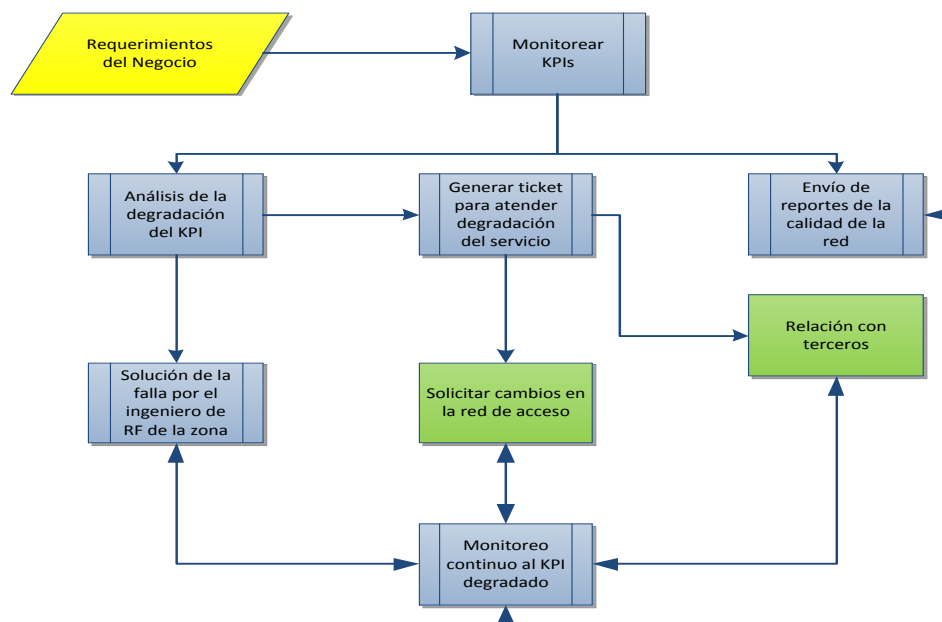 Requerimientos
del Negocio
Monitorear
KPIs
Análisis de la
degradación
del KPI
Generar ticket
para atender
degradación
del servicio
Envío de
reportes de la
calidad de la
red
Relación con
terceros
Solución de la
falla por el
ingeniero de
RF de la zona
Solicitar cambios en
la red de acceso
Monitoreo
continuo al KPI
degradado